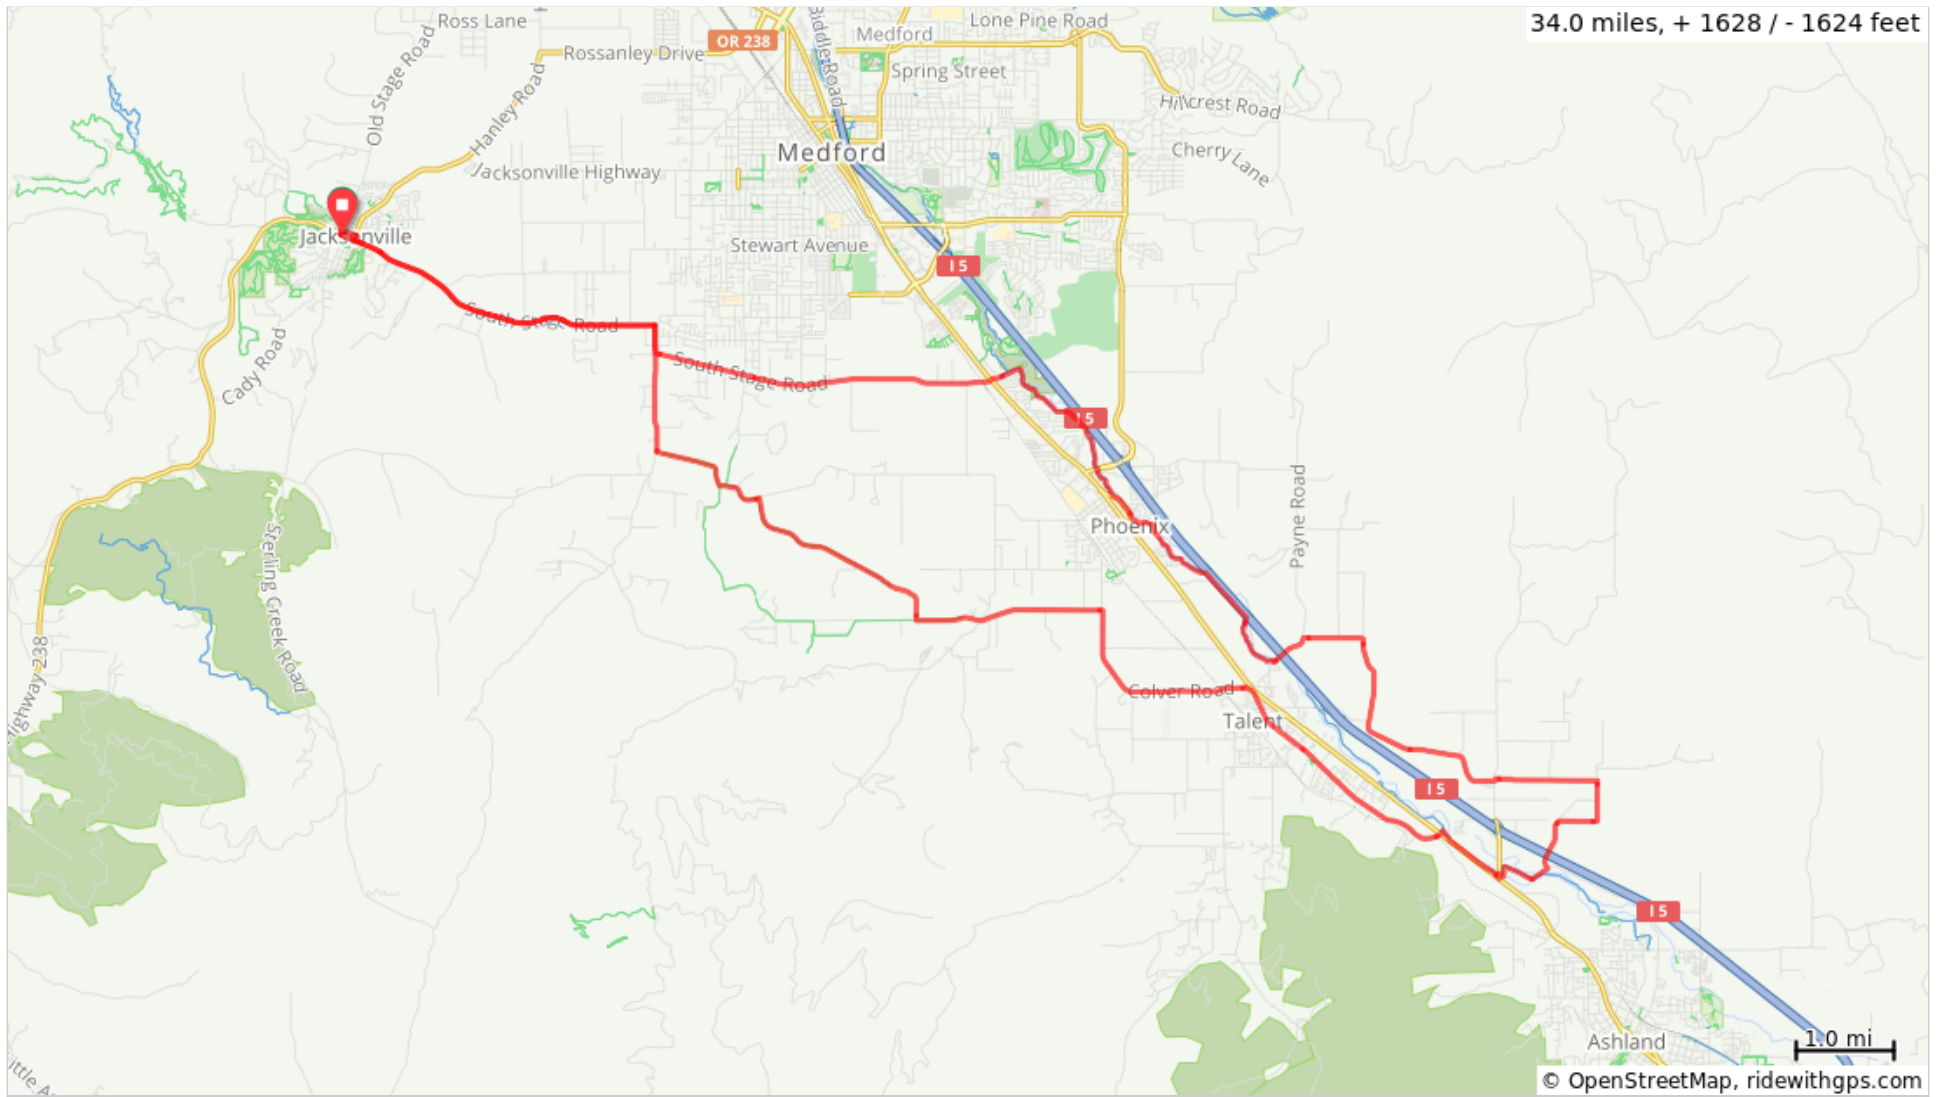 Ross Lane
Lone Pine Road
34.0 miles, + 1628 / - 1624 feet
Old Stage Road
Rossanley Drive
OR 238
Biddle Road
Medford
Spring Street
Hanley Road
Hillcrest Road
Jacksonville Highway
Medford
Cherry Lane
Jacksonville
Stewart Avenue
I 5
South Stage Road
Cady Road
South Stage Road
I 5
Payne Road
Phoenix
Sterling Creek Road
Highway 238
Colver Road
Talent
I 5
I 5
Ashland
1.0 mi
© OpenStreetMap, ridewithgps.com